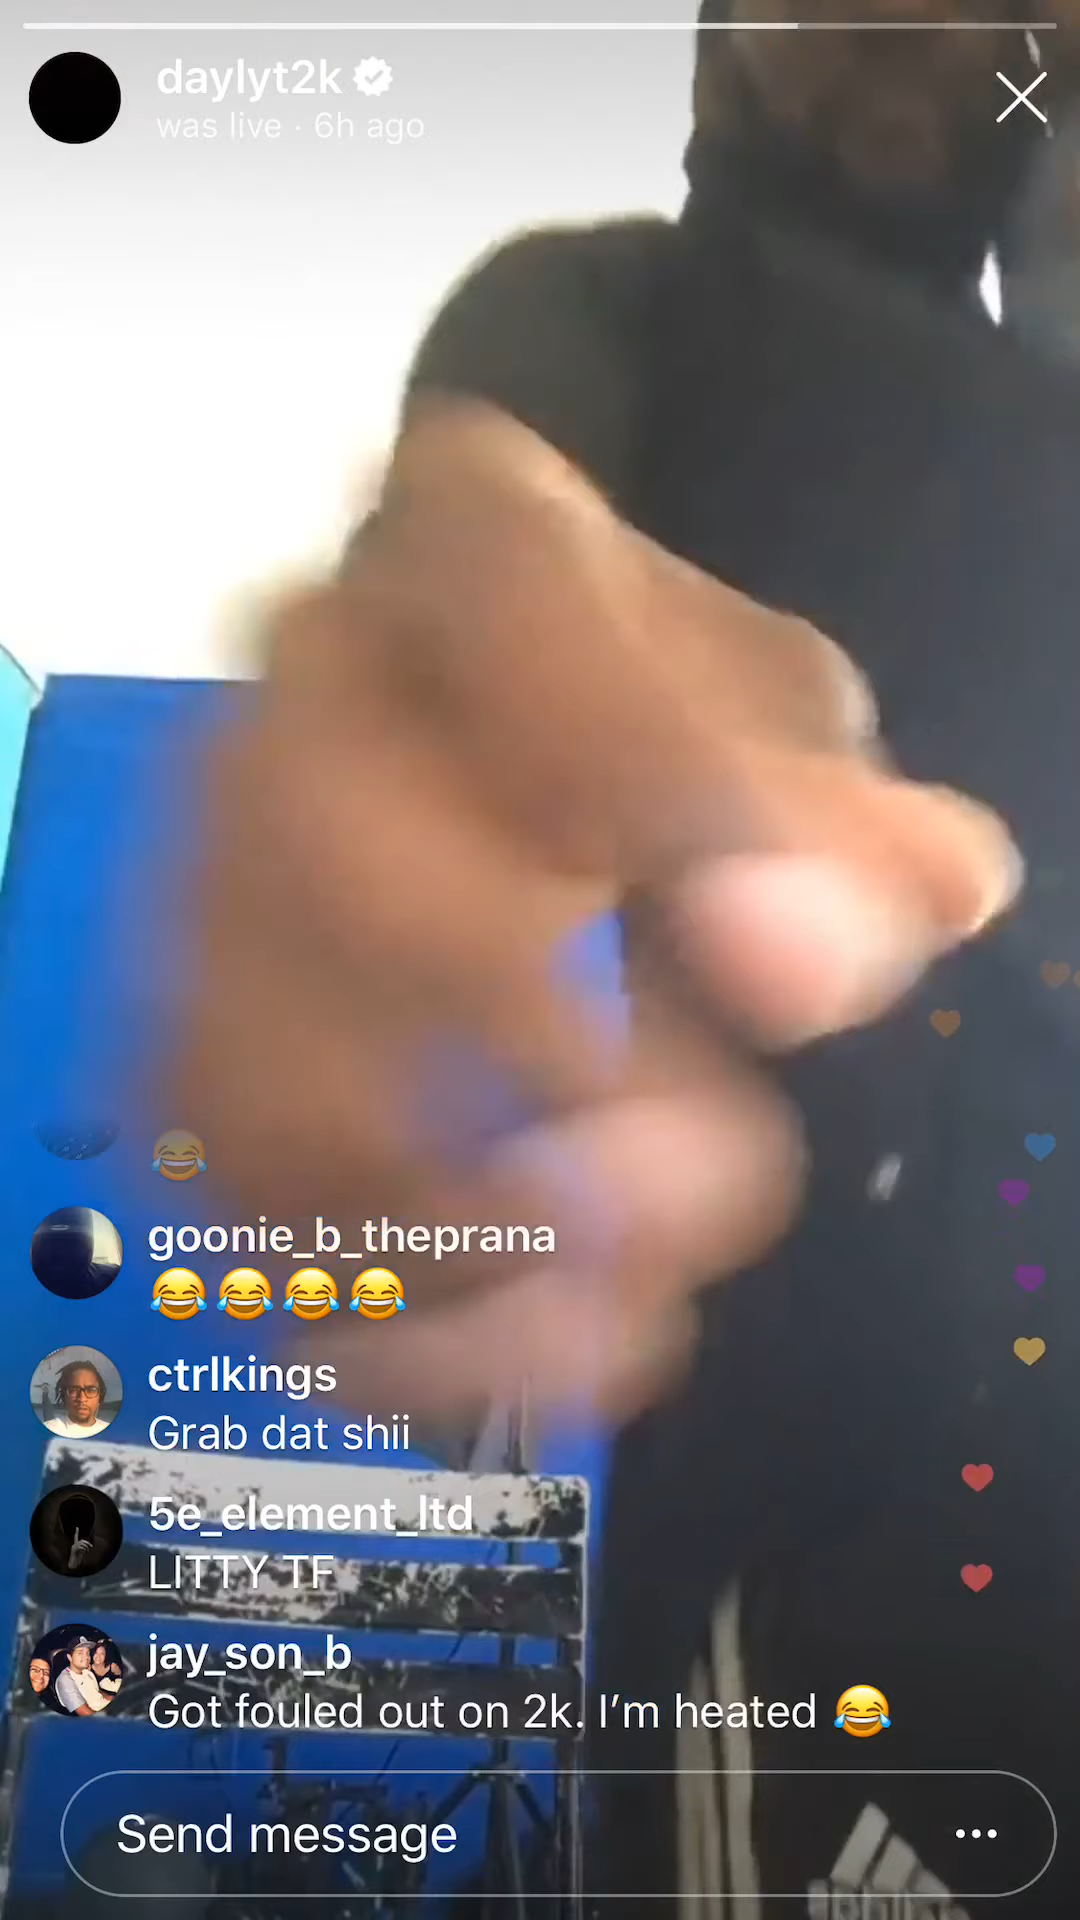 daylyt2k
was live · 6h ago
😂
goonie_b_theprana
😂😂😂😂
ctrlkings
Grab dat shii
5e_element_ltd
LITTY TF
jay_son_b
Got fouled out on 2k. I’m heated 😂
Send message